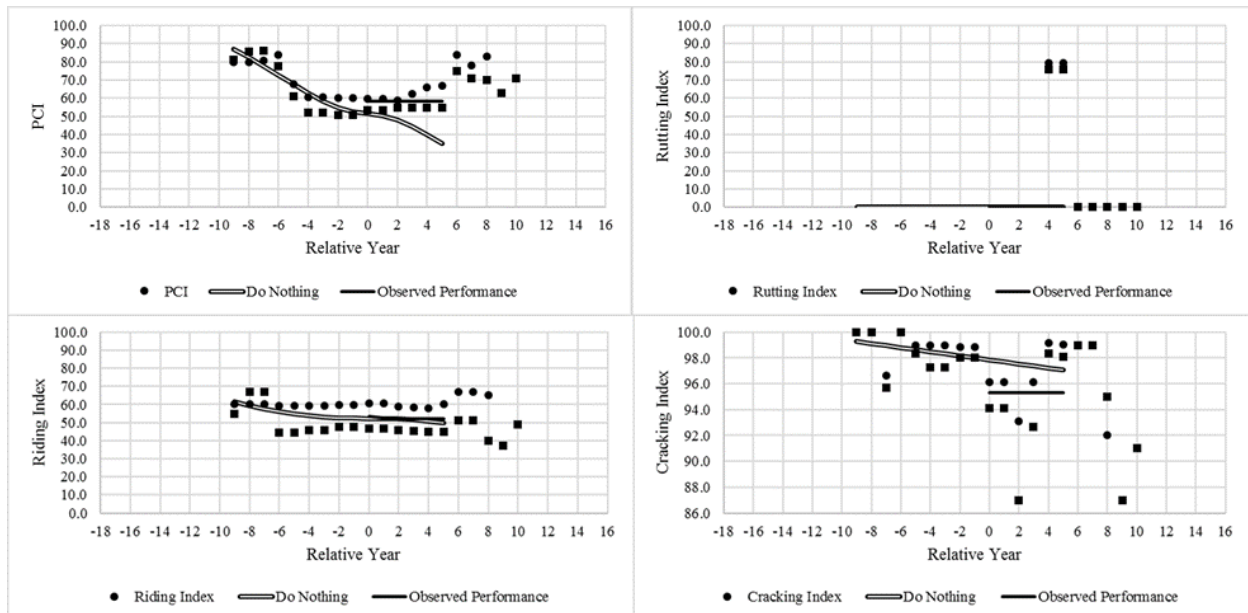 100.0
90.0
80.0
70.0
60.0
50.0
40.0
30.0
20.0
10.0
0.0
PCI
-18 -16 -14 -12 -10 -8 -6 -4 -2 0 2 4 6 8 10 12 14 16
Relative Year
PCI Do Nothing Observed Performance
100.0
90.0
80.0
70.0
60.0
50.0
40.0
30.0
20.0
10.0
0.0
Rutting Index
-18 -16 -14 -12 -10 -8 -6 -4 -2 0 2 4 6 8 10 12 14 16
Relative Year
Rutting Index Do Nothing Observed Performance
100.0
90.0
80.0
70.0
60.0
50.0
40.0
30.0
20.0
10.0
0.0
Riding Index
-18 -16 -14 -12 -10 -8 -6 -4 -2 0 2 4 6 8 10 12 14 16
Relative Year
Riding Index Do Nothing Observed Performance
100.0
98.0
96.0
94.0
92.0
90.0
88.0
86.0
Cracking Index
-18 -16 -14 -12 -10 -8 -6 -4 -2 0 2 4 6 8 10 12 14 16
Relative Year
Cracking Index Do Nothing Observed Performance